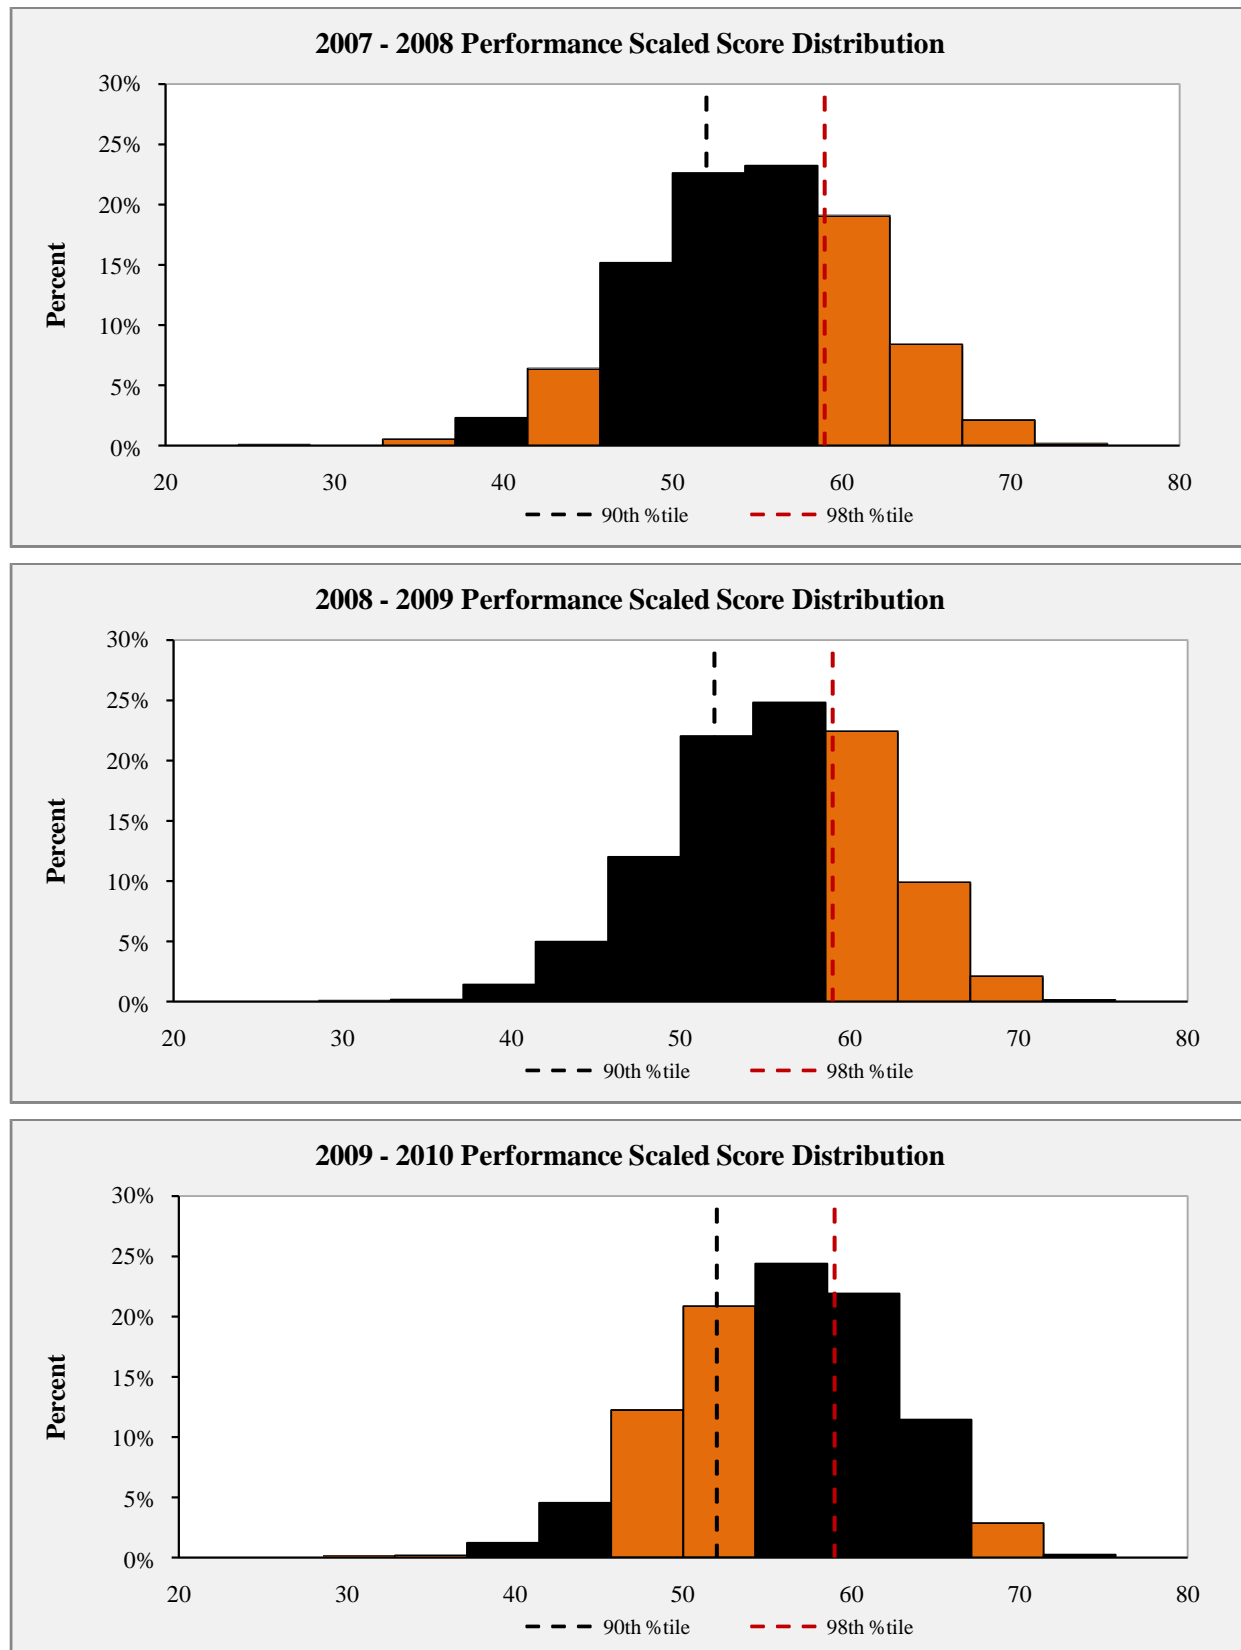 2007 - 2008 Performance Scaled Score Distribution
30%
25%
20%
15%
10%
5%
0%
Percent
20 30 40 50 60 70 80
90th %tile 98th %tile
2008 - 2009 Performance Scaled Score Distribution
30%
25%
20%
15%
10%
5%
0%
Percent
20 30 40 50 60 70 80
90th %tile 98th %tile
2009 - 2010 Performance Scaled Score Distribution
30%
25%
20%
15%
10%
5%
0%
Percent
20 30 40 50 60 70 80
90th %tile 98th %tile